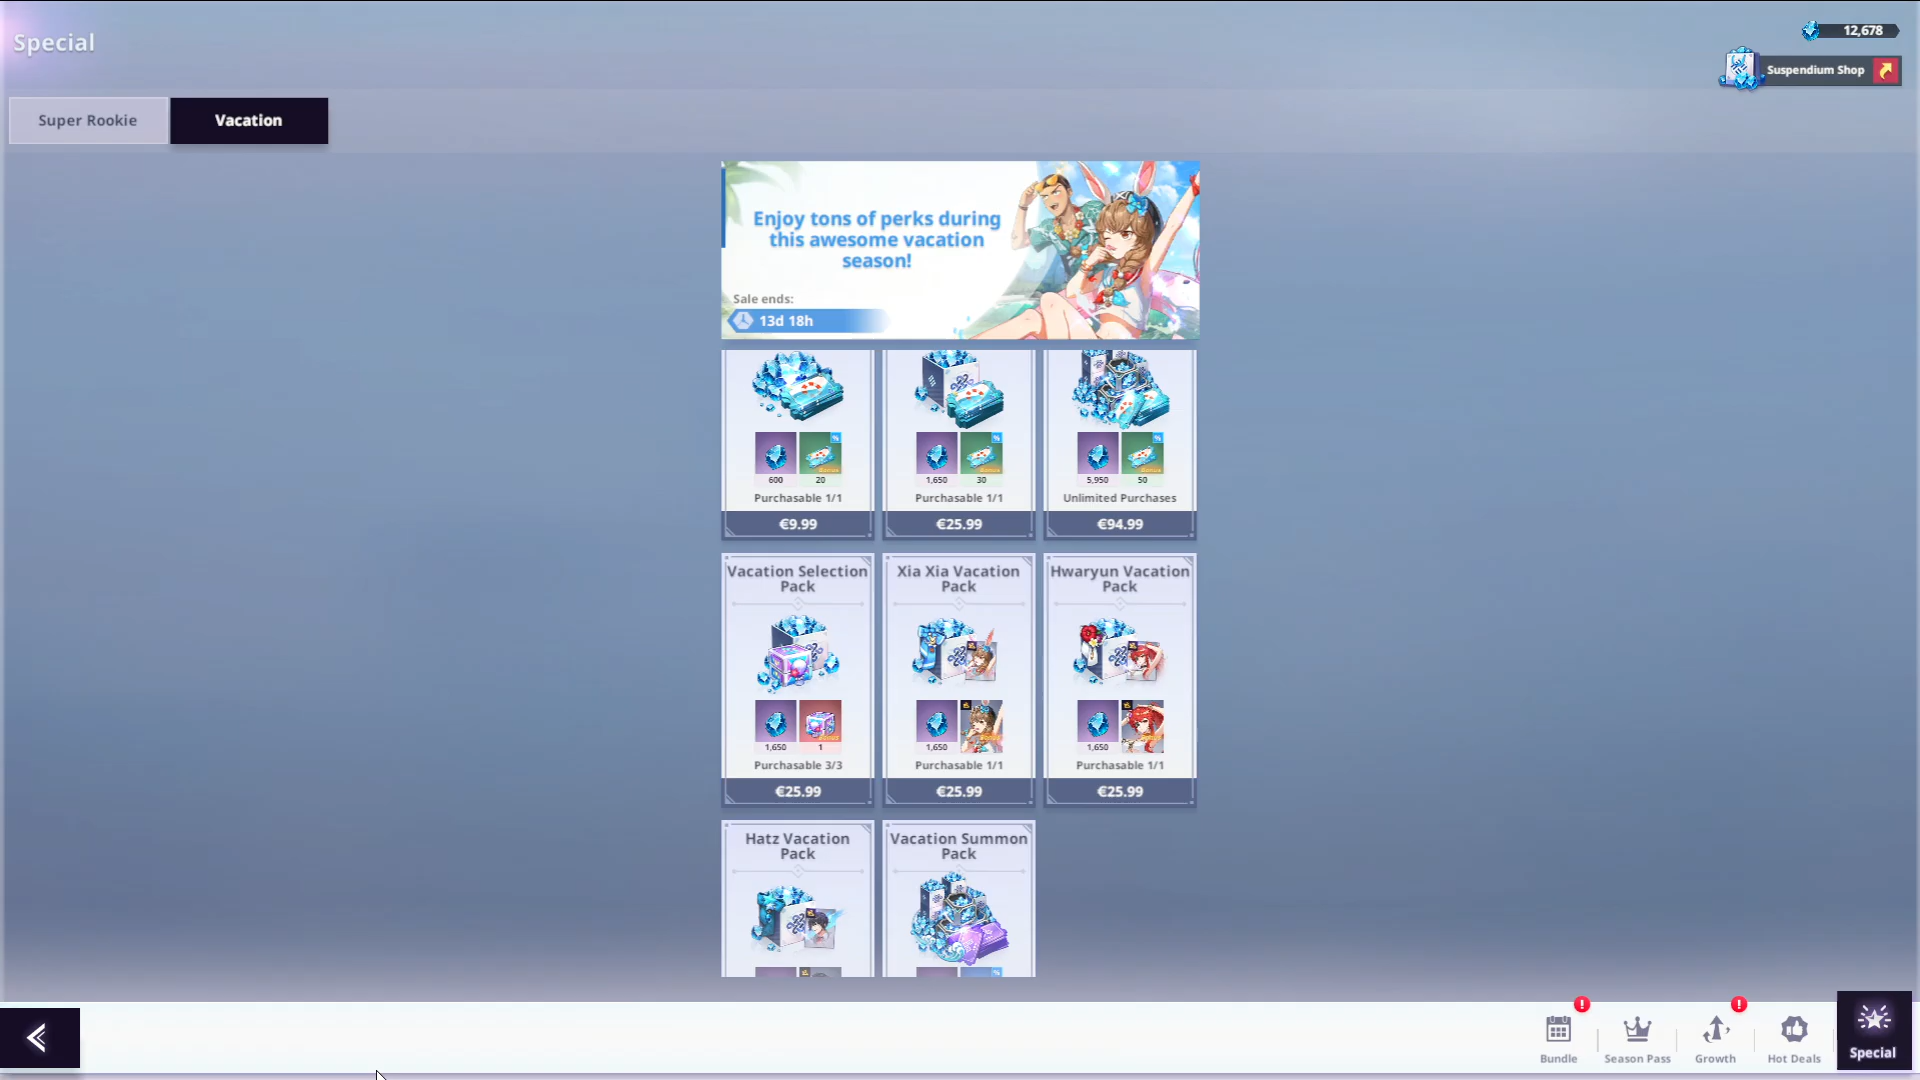 Special
12,678
Suspendium Shop
Super Rookie
Vacation
Enjoy tons of perks during
this awesome vacation
season!
Sale ends:
13d 18h
600
20
Purchasable 1/1
€9.99
1,650
30
Purchasable 1/1
€25.99
5,950
50
Unlimited Purchases
€94.99
Vacation Selection
Pack
1,650
1
Purchasable 3/3
€25.99
Xia Xia Vacation
Pack
1,650
Bonus
Purchasable 1/1
€25.99
Hwaryun Vacation
Pack
1,650
Bonus
Purchasable 1/1
€25.99
Hatz Vacation
Pack
Vacation Summon
Pack
Bundle
Season Pass
Growth
Hot Deals
Special